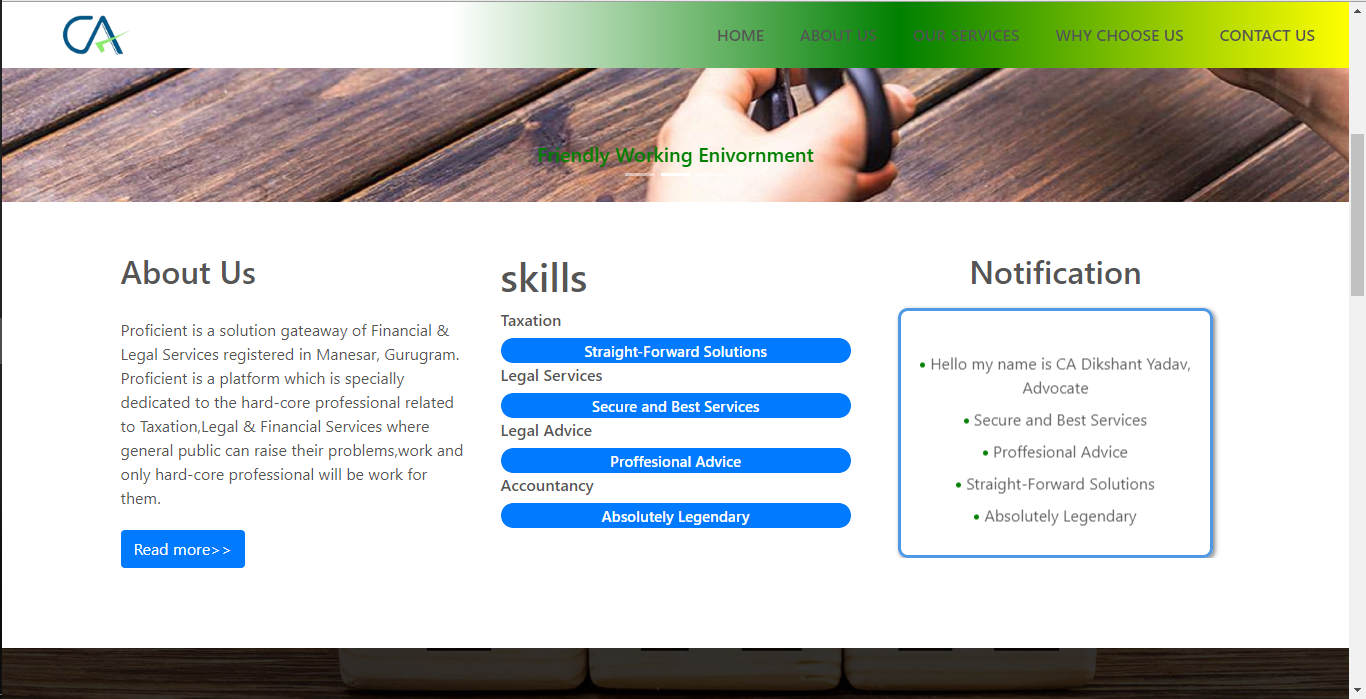 CA
HOME ABOUT US OUR SERVICES WHY CHOOSE US CONTACT US
Friendly Working Enivornment
About Us
Proficient is a solution gateaway of Financial &
Legal Services registered in Manesar, Gurugram.
Proficient is a platform which is specially
dedicated to the hard-core professional related
to Taxation,Legal & Financial Services where
general public can raise their problems,work and
only hard-core professional will be work for
them.
Read more>>
skills
Taxation
Straight-Forward Solutions
Legal Services
Secure and Best Services
Legal Advice
Proffesional Advice
Accountancy
Absolutely Legendary
Notification
• Hello my name is CA Dikshant Yadav,
Advocate
• Secure and Best Services
• Proffesional Advice
• Straight-Forward Solutions
• Absolutely Legendary